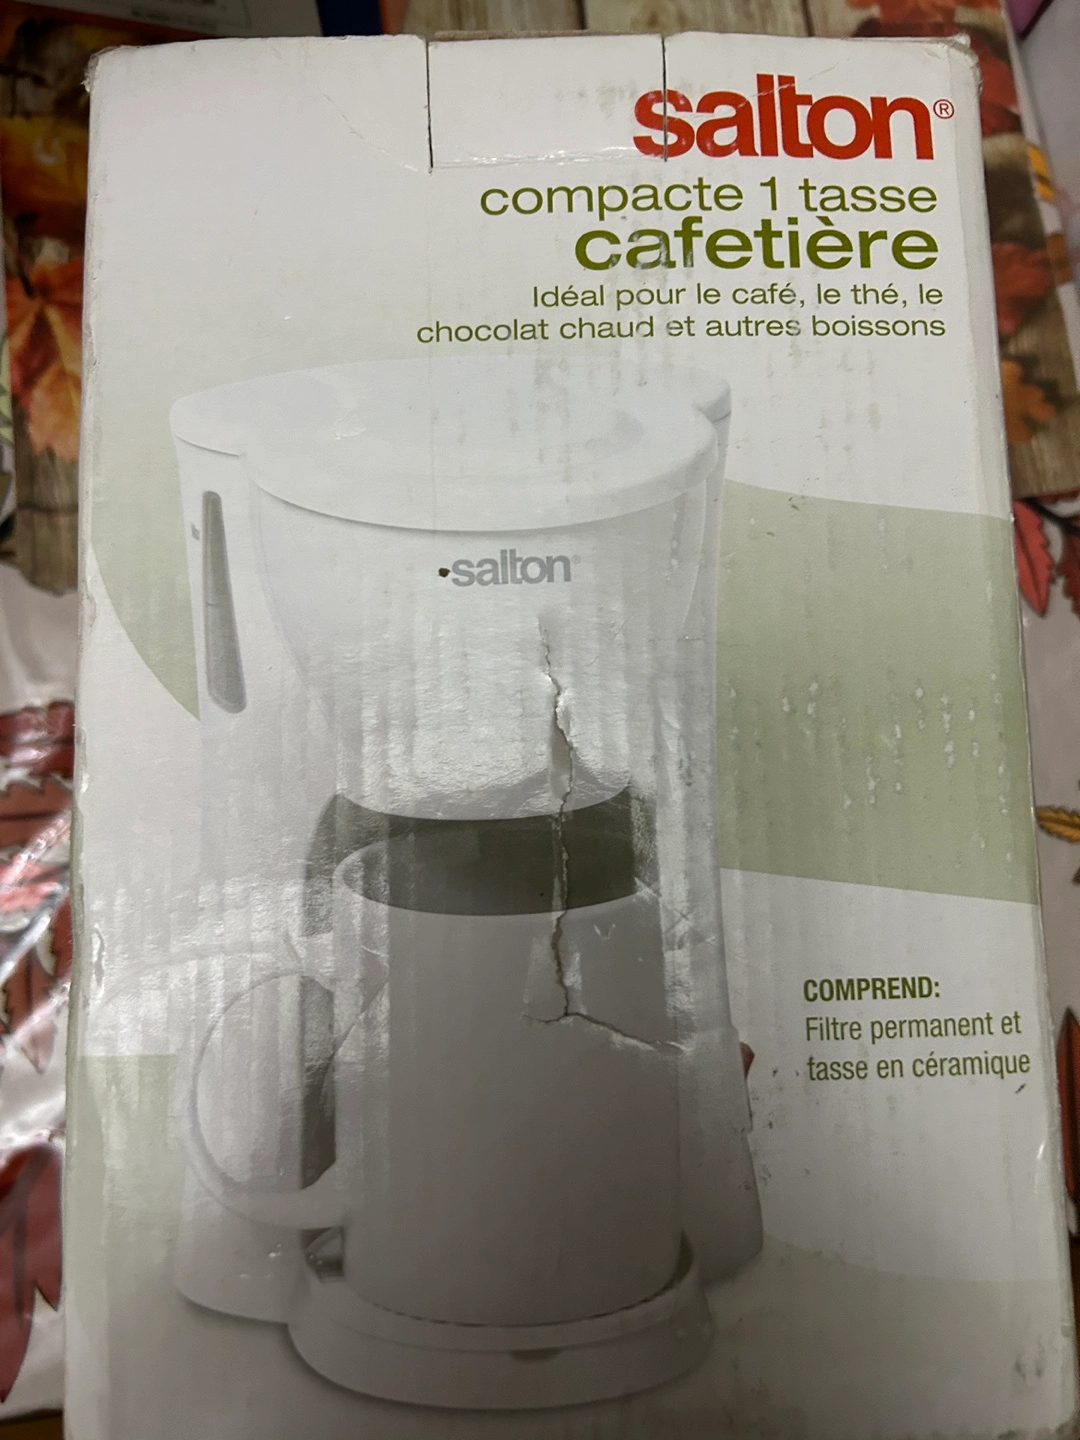 salton®
compacte 1 tasse
cafetière
Idéal pour le café, le thé, le
chocolat chaud et autres boissons
salton®
COMPREND:
Filtre permanent et
tasse en céramique